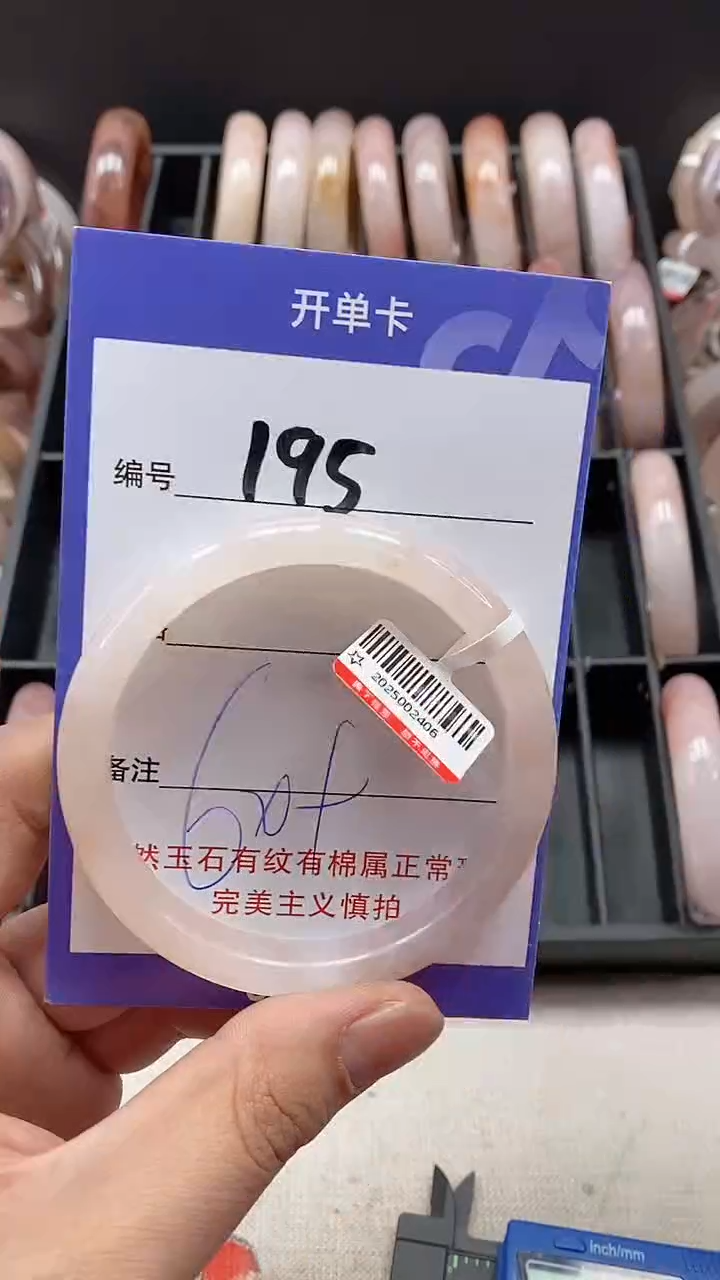 开单卡
编号 195
2025002406
备注
60+
然玉石有纹有棉属正常
完美主义慎拍
inch/mm